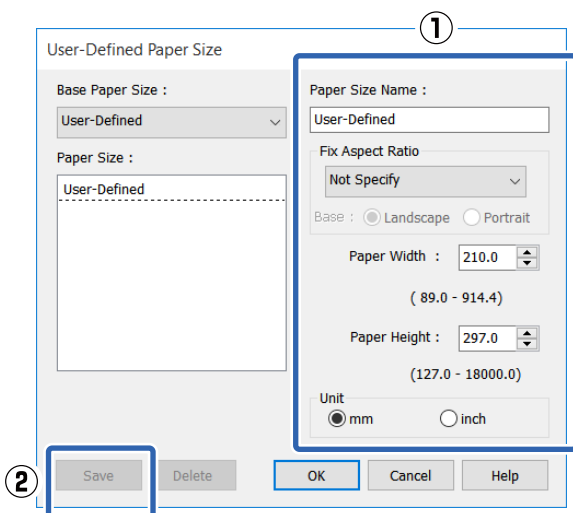 ①
User-Defined Paper Size
Base Paper Size :
User-Defined
Paper Size :
User-Defined
Paper Size Name :
User-Defined
Fix Aspect Ratio
Not Specify
Base : Landscape Portrait
Paper Width : 210.0
( 89.0 - 914.4)
Paper Height : 297.0
(127.0 - 18000.0)
Unit
mm inch
②
Save Delete OK Cancel Help